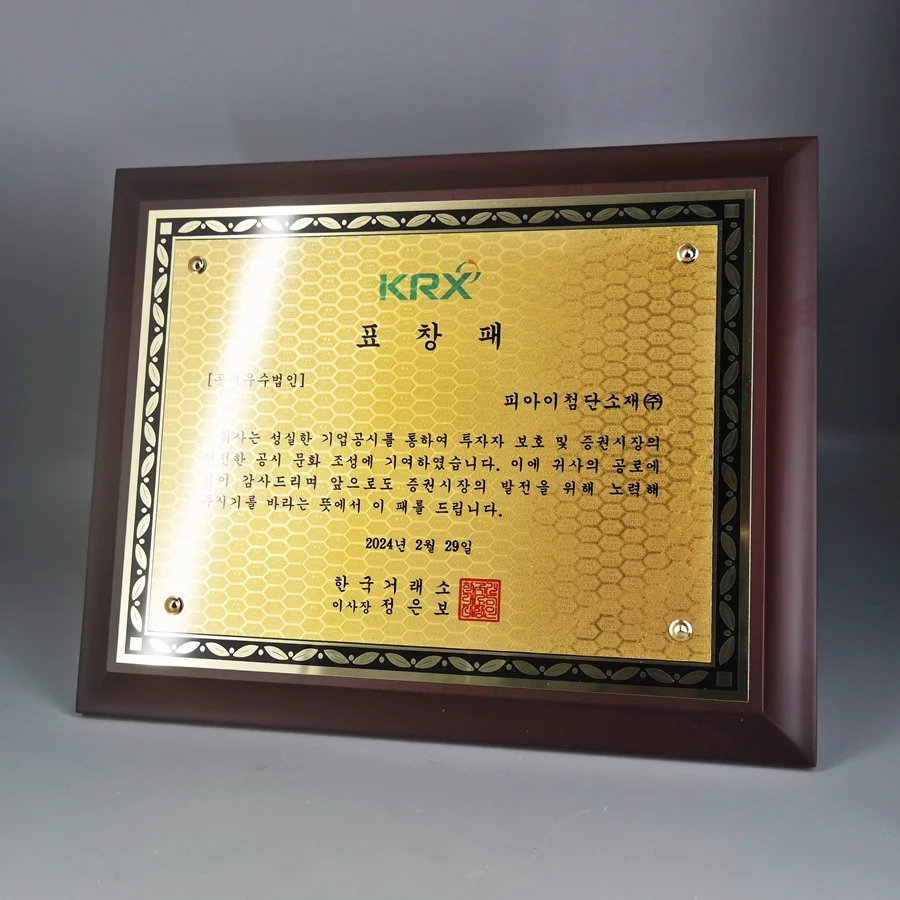 KRX
표 창 패
[공시우수법인]
피아이첨단소재㈜
귀사는 성실한 기업공시를 통하여 투자자 보호 및 증권시장의
건전한 공시 문화 조성에 기여하였습니다. 이에 귀사의 공로에
깊이 감사드리며 앞으로도 증권시장의 발전을 위해 노력해
주시기를 바라는 뜻에서 이 패를 드립니다.
2024년 2월 29일
한 국 거 래 소
이사장 정 은 보